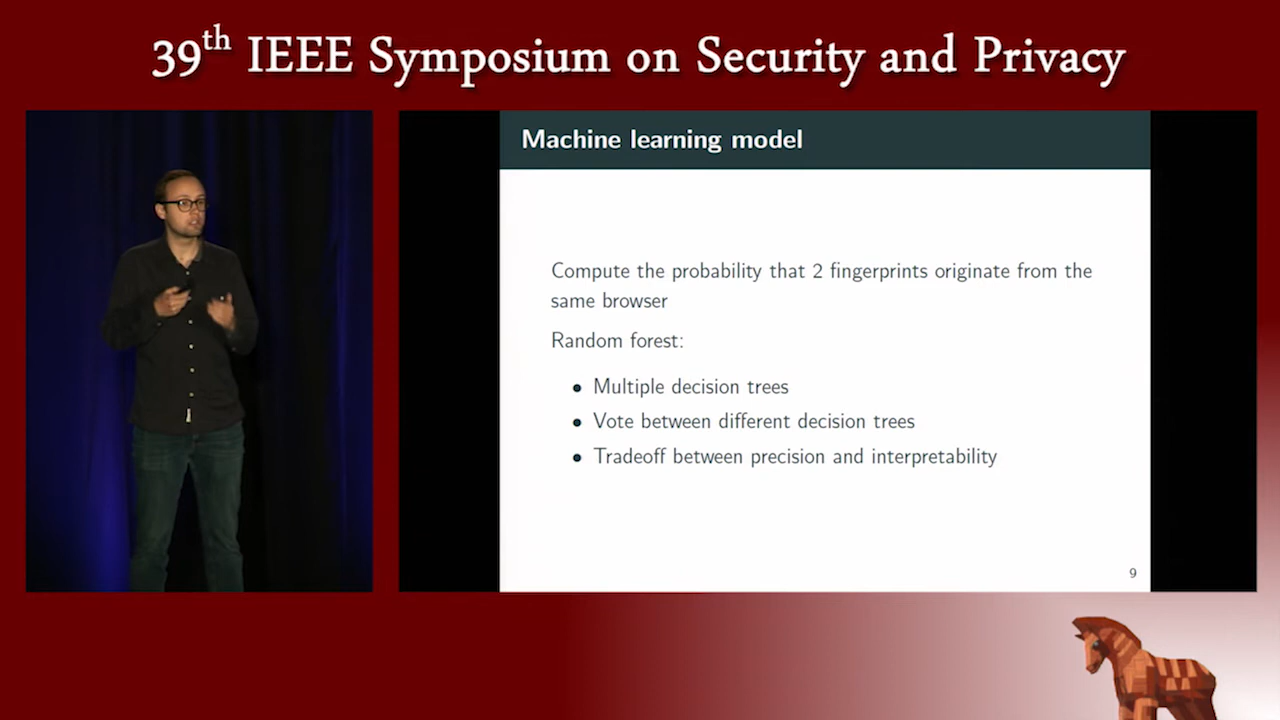 39th IEEE Symposium on Security and Privacy
Machine learning model
Compute the probability that 2 fingerprints originate from the
same browser
Random forest:
• Multiple decision trees
• Vote between different decision trees
• Tradeoff between precision and interpretability
9